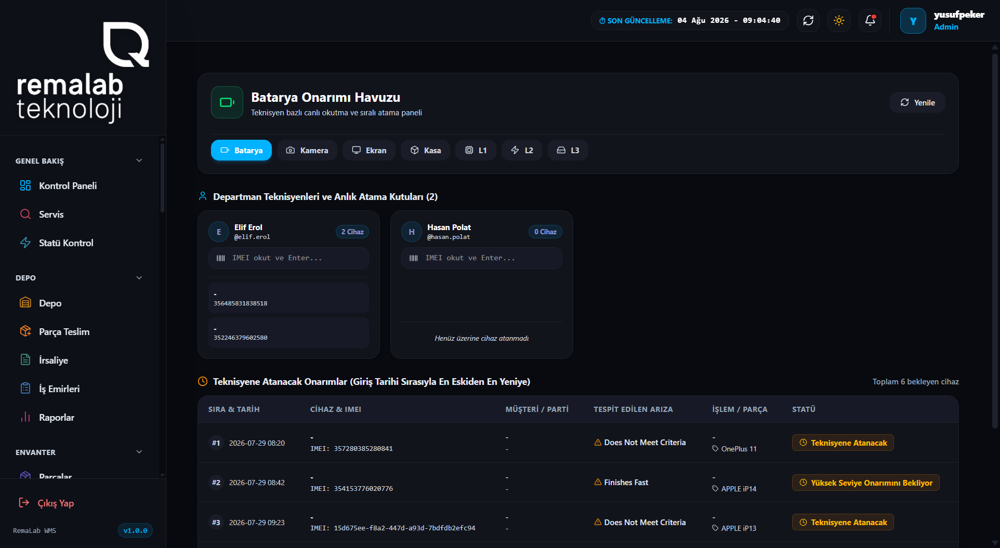 remalab
teknoloji
SON GÜNCELLEME: 04 Ağu 2026 - 09:04:40
Y
yusufpeker
Admin
GENEL BAKIŞ
Kontrol Paneli
Servis
Statü Kontrol
DEPO
Depo
Parça Teslim
İrsaliye
İş Emirleri
Raporlar
ENVANTER
Parçalar
Çıkış Yap
RemaLab WMS
v1.0.0
Batarya Onarımı Havuzu
Teknisyen bazlı canlı okutma ve sıralı atama paneli
Yenile
Batarya
Kamera
Ekran
Kasa
L1
L2
L3
Departman Teknisyenleri ve Anlık Atama Kutuları (2)
E
Elif Erol
@elif.erol
2 Cihaz
IMEI okut ve Enter...
-
356485831838518
-
352246379602580
H
Hasan Polat
@hasan.polat
0 Cihaz
IMEI okut ve Enter...
Henüz üzerine cihaz atanmadı
Teknisyene Atanacak Onarımlar (Giriş Tarihi Sırasıyla En Eskiden En Yeniye)
Toplam 6 bekleyen cihaz
SIRA & TARİH CİHAZ & IMEI MÜŞTERİ / PARTİ TESPİT EDİLEN ARIZA İŞLEM / PARÇA STATÜ
#1 2026-07-29 08:20
-
IMEI: 357280385280841
-
-
Does Not Meet Criteria
-
OnePlus 11
Teknisyene Atanacak
#2 2026-07-29 08:42
-
IMEI: 354153776020776
-
-
Finishes Fast
-
APPLE iP14
Yüksek Seviye Onarımını Bekliyor
#3 2026-07-29 09:23
-
IMEI: 15d675ee-f8a2-447d-a93d-7bdfdb2efc94
-
-
Does Not Meet Criteria
-
APPLE iP13
Teknisyene Atanacak